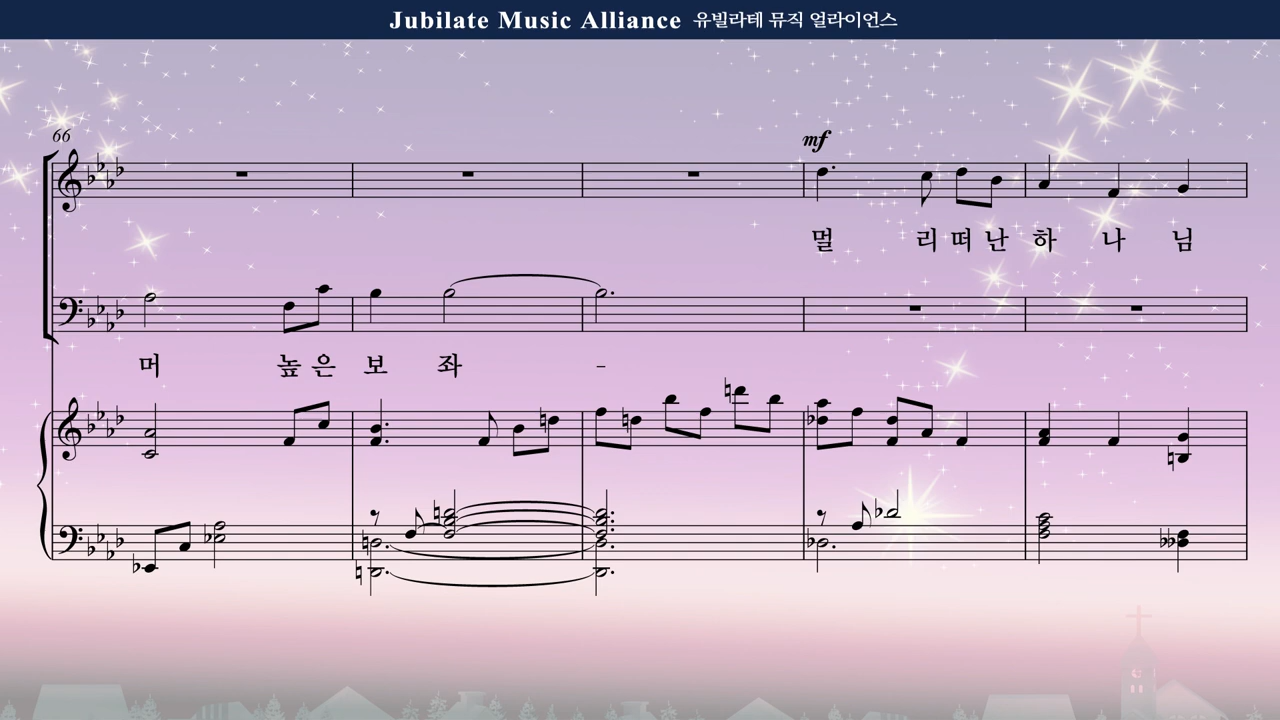 Jubilate Music Alliance 유빌라테 뮤직 얼라이언스
66
mf
멀 리 떠 난 하 나 님
머 높 은 보 좌 -